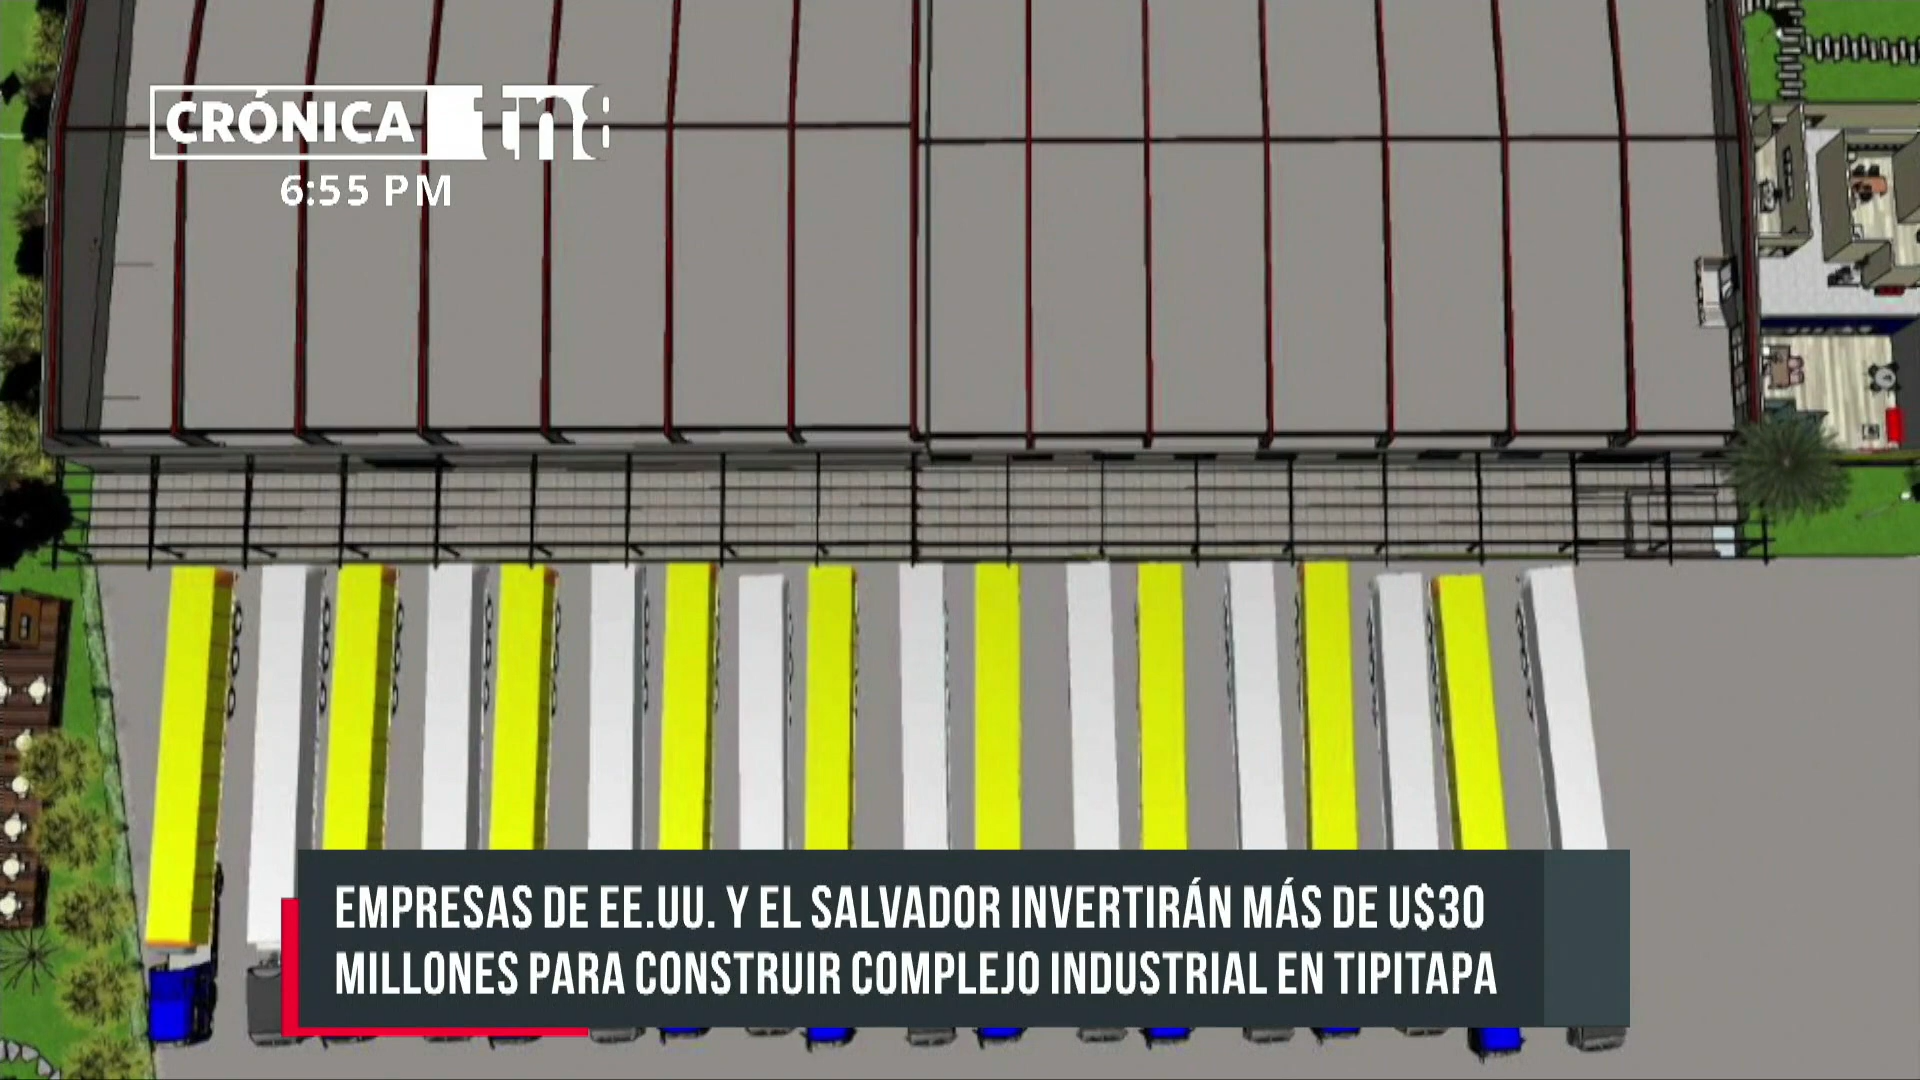 CRÓNICA tn8
6:55 PM
EMPRESAS DE EE.UU. Y EL SALVADOR INVERTIRÁN MÁS DE U$30
MILLONES PARA CONSTRUIR COMPLEJO INDUSTRIAL EN TIPITAPA